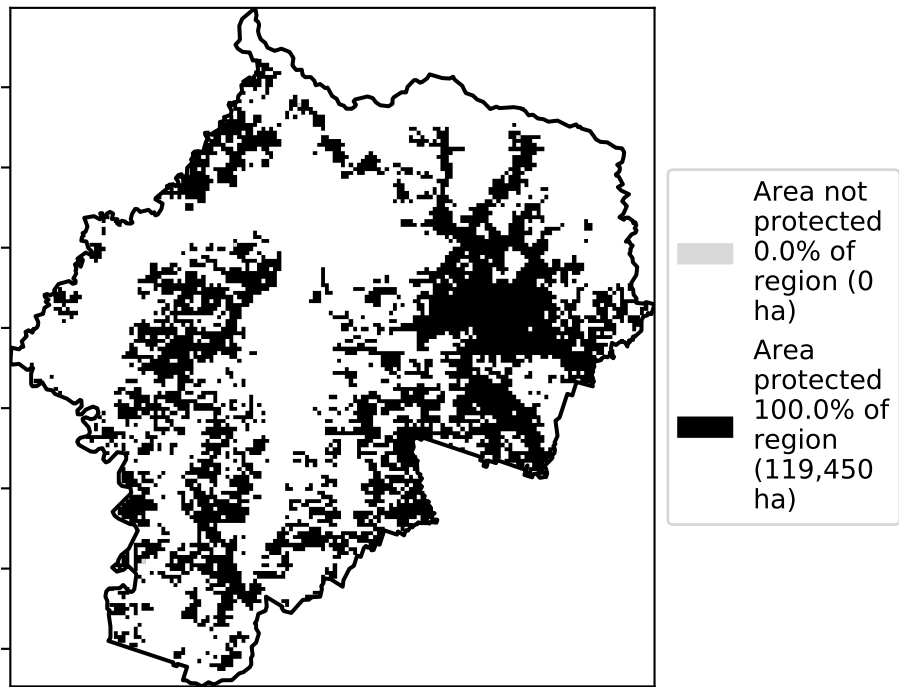 Area not
protected
0.0% of
region (0
ha)
Area
protected
100.0% of
region
(119,450
ha)